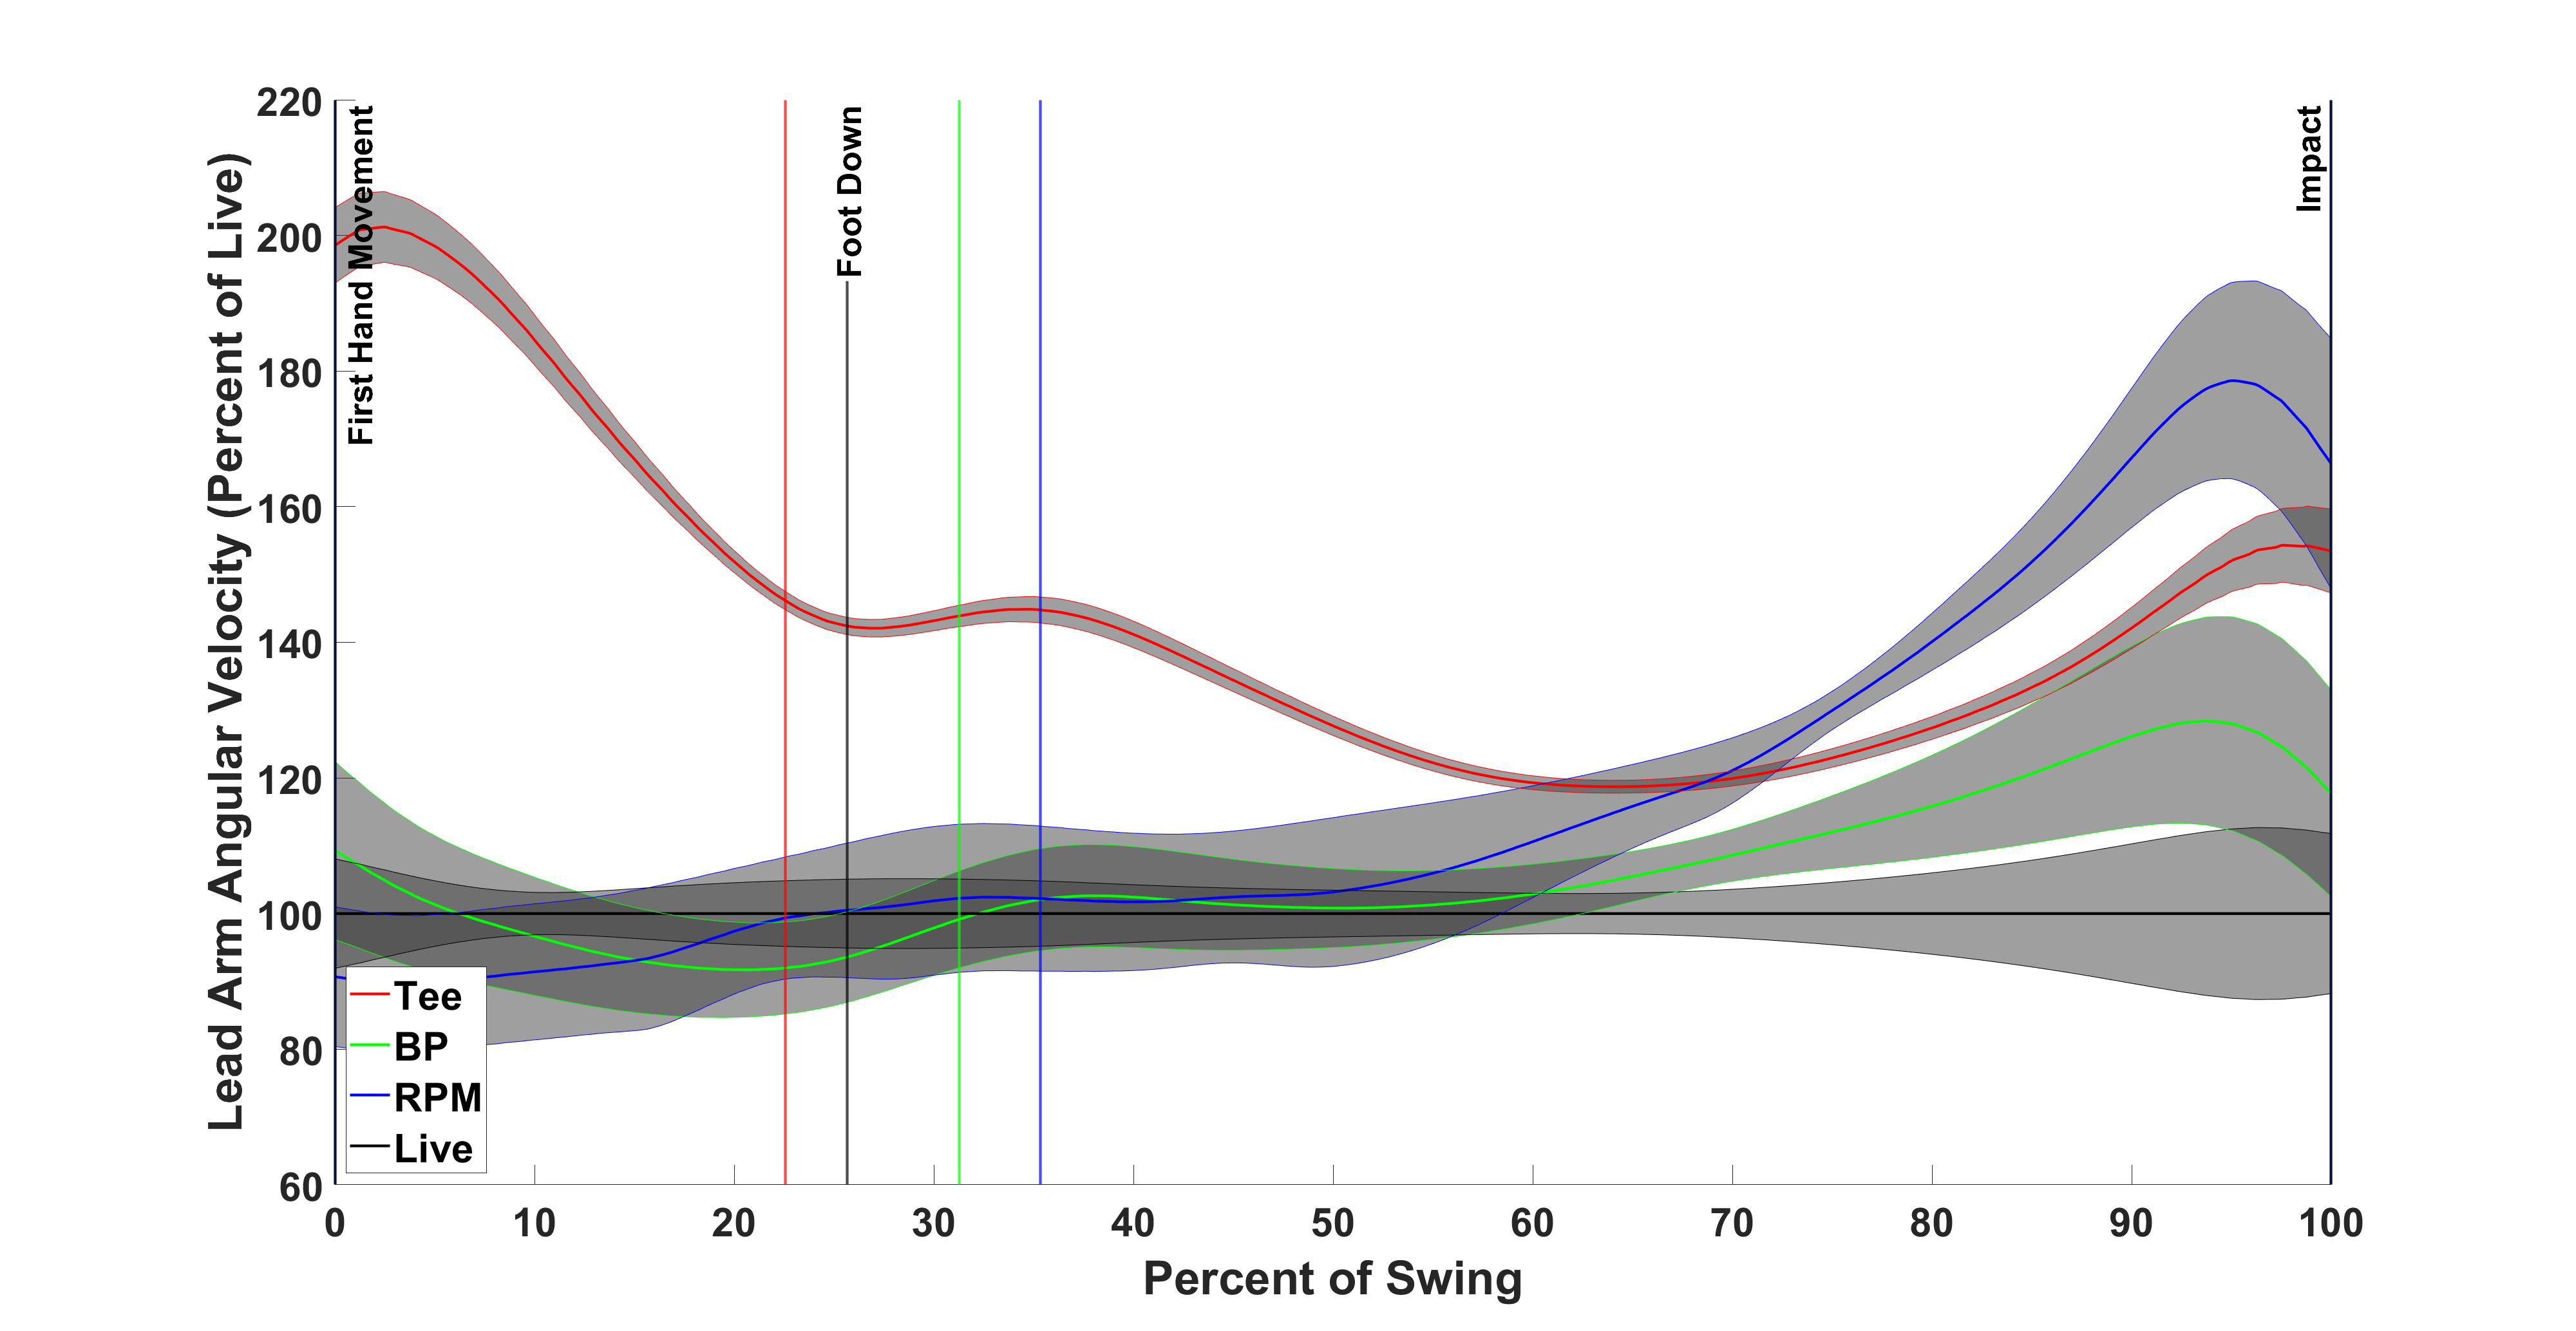 Lead Arm Angular Velocity (Percent of Live)
220
200
180
160
140
120
100
80
60
First Hand Movement
Foot Down
Impact
Tee
BP
RPM
Live
0 10 20 30 40 50 60 70 80 90 100
Percent of Swing